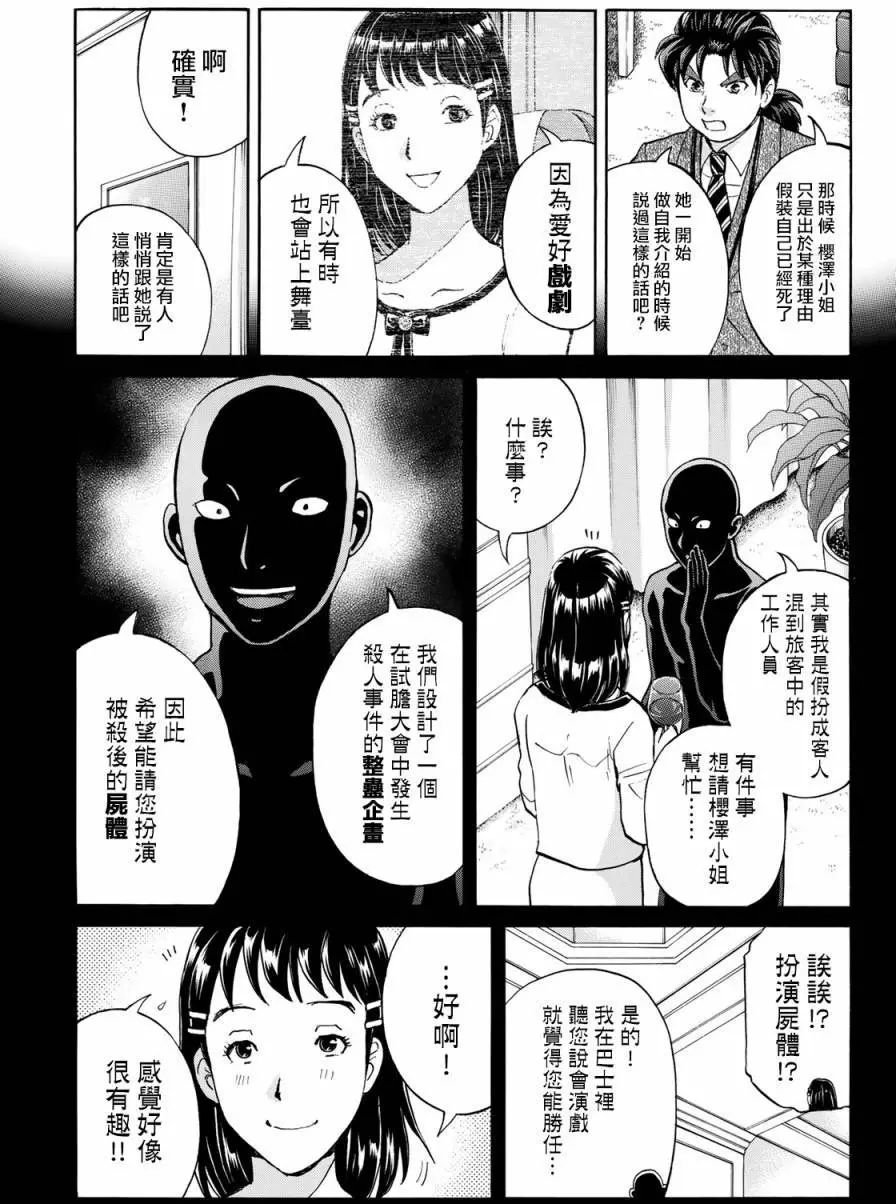 那時候 櫻澤小姐
只是出於某種理由
假裝自己已經死了
她一開始
做自我介紹的時候
說過這樣的話吧？
因為愛好戲劇
所以有時
也會站上舞臺
啊
確實！
肯定是有人
悄悄跟她說了
這樣的話吧
誒？
什麼事？
其實我是假扮成客人
混到旅客中的
工作人員
有件事
想請櫻澤小姐
幫忙……
我們設計了一個
在試膽大會中發生
殺人事件的整蠱企畫
因此
希望能請您扮演
被殺後的屍體
誒誒!?
扮演屍體!?
是的！
我在巴士裡
聽您說會演戲
就覺得您能勝任…
…好啊！
感覺好像
很有趣!!